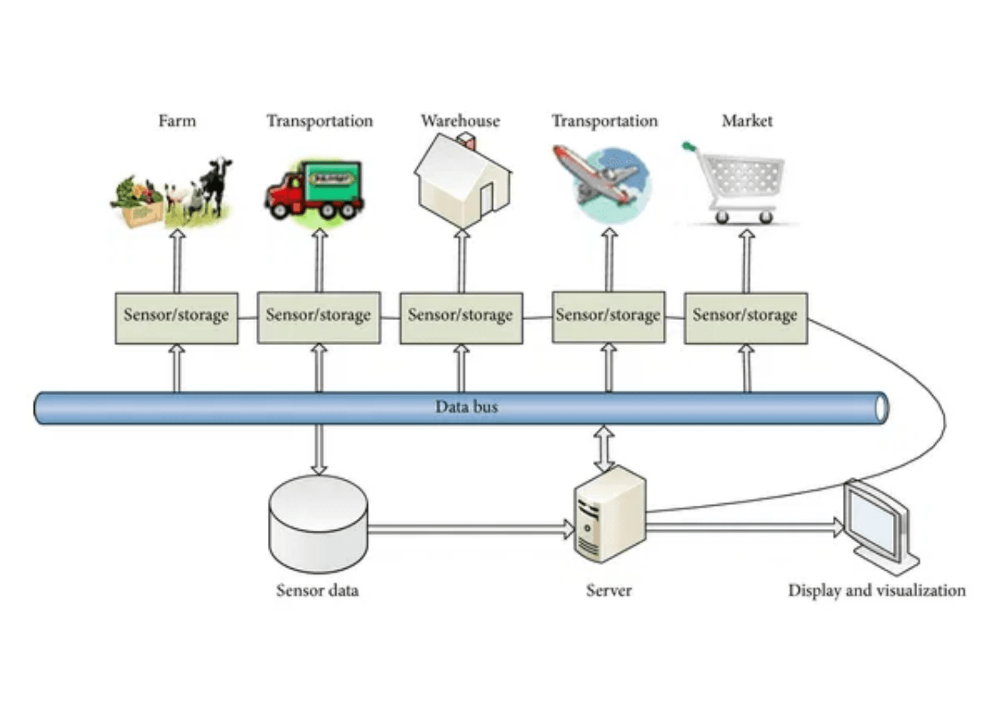 Farm
Transportation
Warehouse
Transportation
Market
Sensor/storage
Sensor/storage
Sensor/storage
Sensor/storage
Sensor/storage
Data bus
Sensor data
Server
Display and visualization